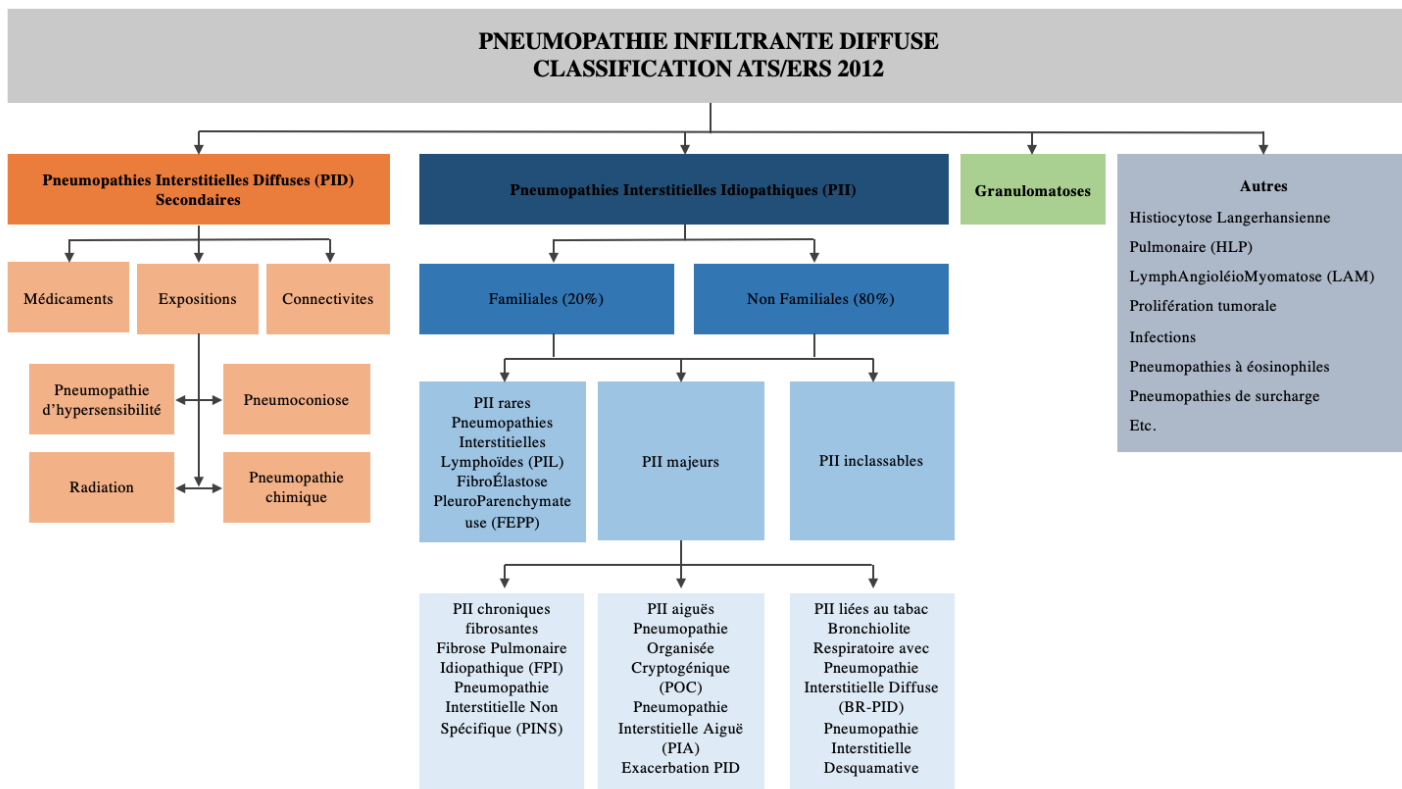 PNEUMOPATHIE INFILTRANTE DIFFUSE
CLASSIFICATION ATS/ERS 2012
Pneumopathies Interstitielles Diffuses (PID)
Secondaires
Pneumopathies Interstitielles Idiopathiques (PII)
Granulomatoses
Autres
Histiocytose Langerhansienne
Pulmonaire (HLP)
LymphAngioléioMyomatose (LAM)
Prolifération tumorale
Infections
Pneumopathies à éosinophiles
Pneumopathies de surcharge
Etc.
Médicaments
Expositions
Connectivites
Familiales (20%)
Non Familiales (80%)
Pneumopathie
d’hypersensibilité
Pneumoconiose
Radiation
Pneumopathie
chimique
PII rares
Pneumopathies
Interstitielles
Lymphoïdes (PIL)
FibroÉlastose
PleuroParenchymate
use (FEPP)
PII majeurs
PII inclassables
PII chroniques
fibrosantes
Fibrose Pulmonaire
Idiopathique (FPI)
Pneumopathie
Interstitielle Non
Spécifique (PINS)
PII aiguës
Pneumopathie
Organisée
Cryptogénique
(POC)
Pneumopathie
Interstitielle Aiguë
(PIA)
Exacerbation PID
PII liées au tabac
Bronchiolite
Respiratoire avec
Pneumopathie
Interstitielle Diffuse
(BR-PID)
Pneumopathie
Interstitielle
Desquamative